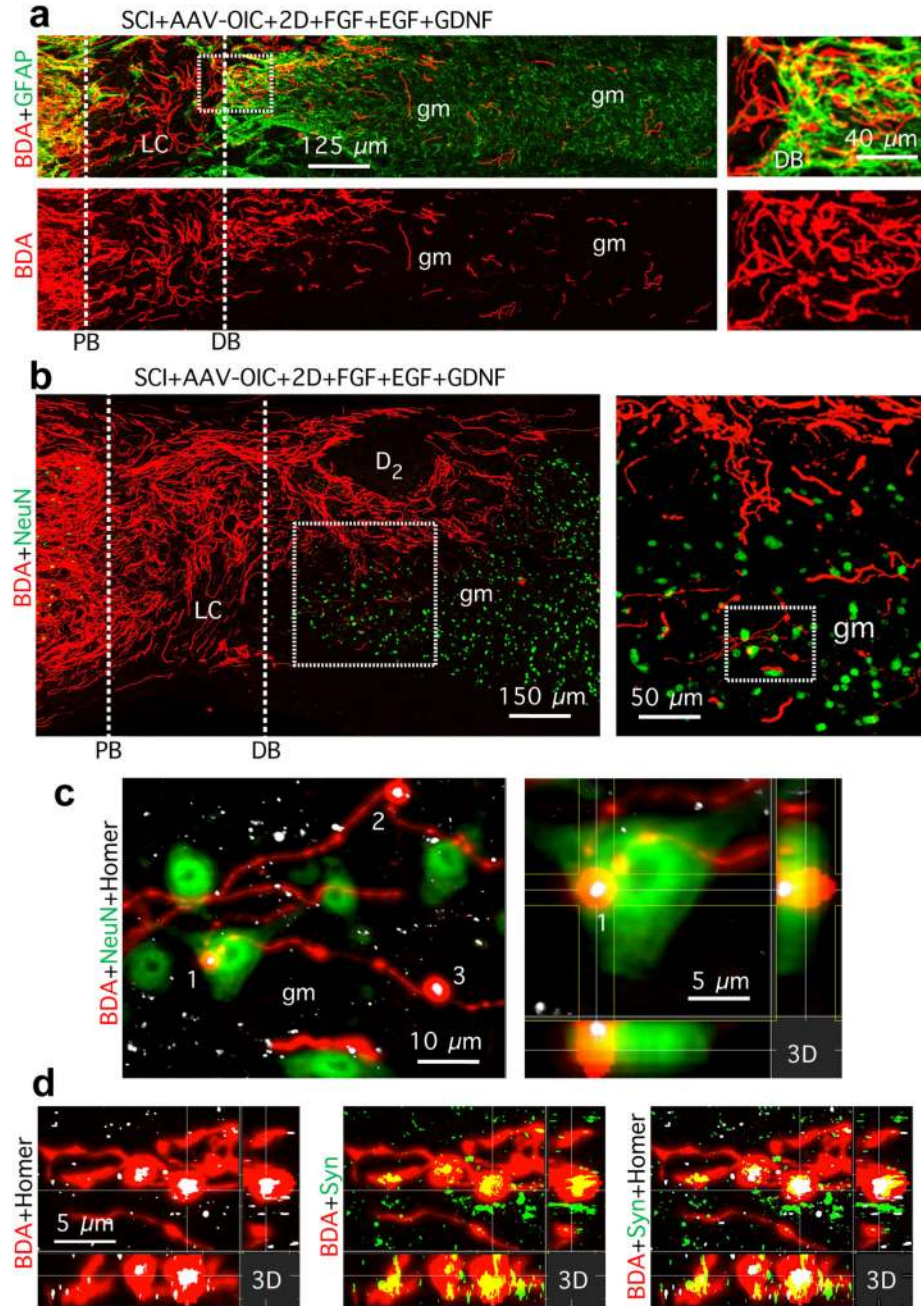 a
SCI+AAV-OIC+2D+FGF+EGF+GDNF
BDA+GFAP
LC
125 µm
gm
gm
DB
40 µm
BDA
gm
gm
PB
DB
b
SCI+AAV-OIC+2D+FGF+EGF+GDNF
BDA+NeuN
D2
LC
gm
150 µm
gm
50 µm
PB
DB
c
BDA+NeuN+Homer
2
1
3
gm
10 µm
1
5 µm
3D
d
BDA+Homer
5 µm
3D
BDA+Syn
3D
BDA+Syn+Homer
3D